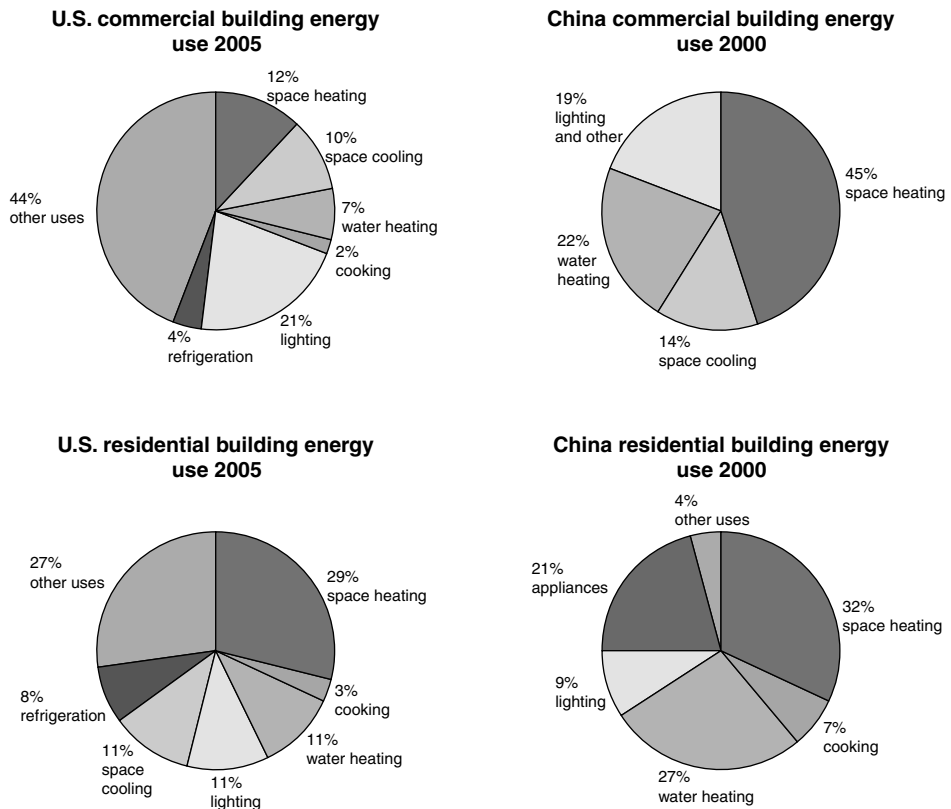 U.S. commercial building energy
use 2005
12%
space heating
10%
space cooling
7%
water heating
2%
cooking
21%
lighting
4%
refrigeration
44%
other uses
China commercial building energy
use 2000
45%
space heating
14%
space cooling
22%
water
heating
19%
lighting
and other
U.S. residential building energy
use 2005
29%
space heating
3%
cooking
11%
water heating
11%
lighting
11%
space
cooling
8%
refrigeration
27%
other uses
China residential building energy
use 2000
32%
space heating
7%
cooking
27%
water heating
9%
lighting
21%
appliances
4%
other uses